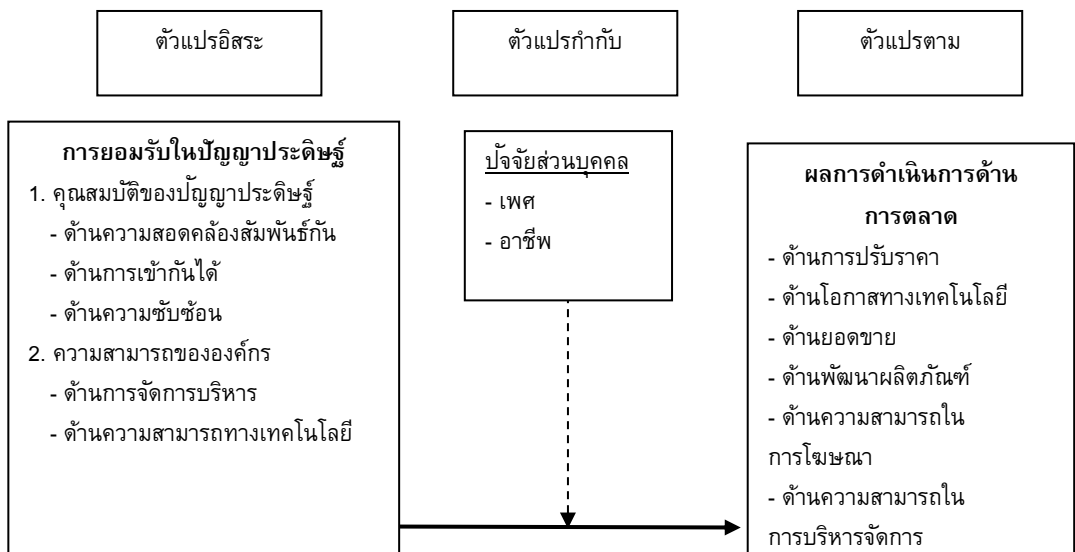 ตัวแปรอิสระ
ตัวแปรกำกับ
ตัวแปรตาม
การยอมรับในปัญญาประดิษฐ์
1. คุณสมบัติของปัญญาประดิษฐ์
- ด้านความสอดคล้องสัมพันธ์กัน
- ด้านการเข้ากันได้
- ด้านความซับซ้อน
2. ความสามารถขององค์กร
- ด้านการจัดการบริหาร
- ด้านความสามารถทางเทคโนโลยี
ปัจจัยส่วนบุคคล
- เพศ
- อาชีพ
ผลการดำเนินการด้าน
การตลาด
- ด้านการปรับราคา
- ด้านโอกาสทางเทคโนโลยี
- ด้านยอดขาย
- ด้านพัฒนาผลิตภัณฑ์
- ด้านความสามารถใน
การโฆษณา
- ด้านความสามารถใน
การบริหารจัดการ